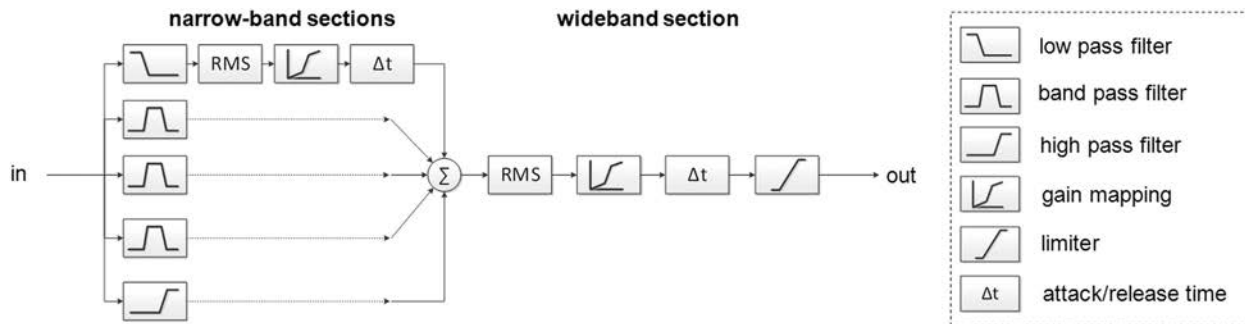 narrow-band sections
wideband section
RMS
Δt
in
Σ
RMS
Δt
out
low pass filter
band pass filter
high pass filter
gain mapping
limiter
Δt
attack/release time